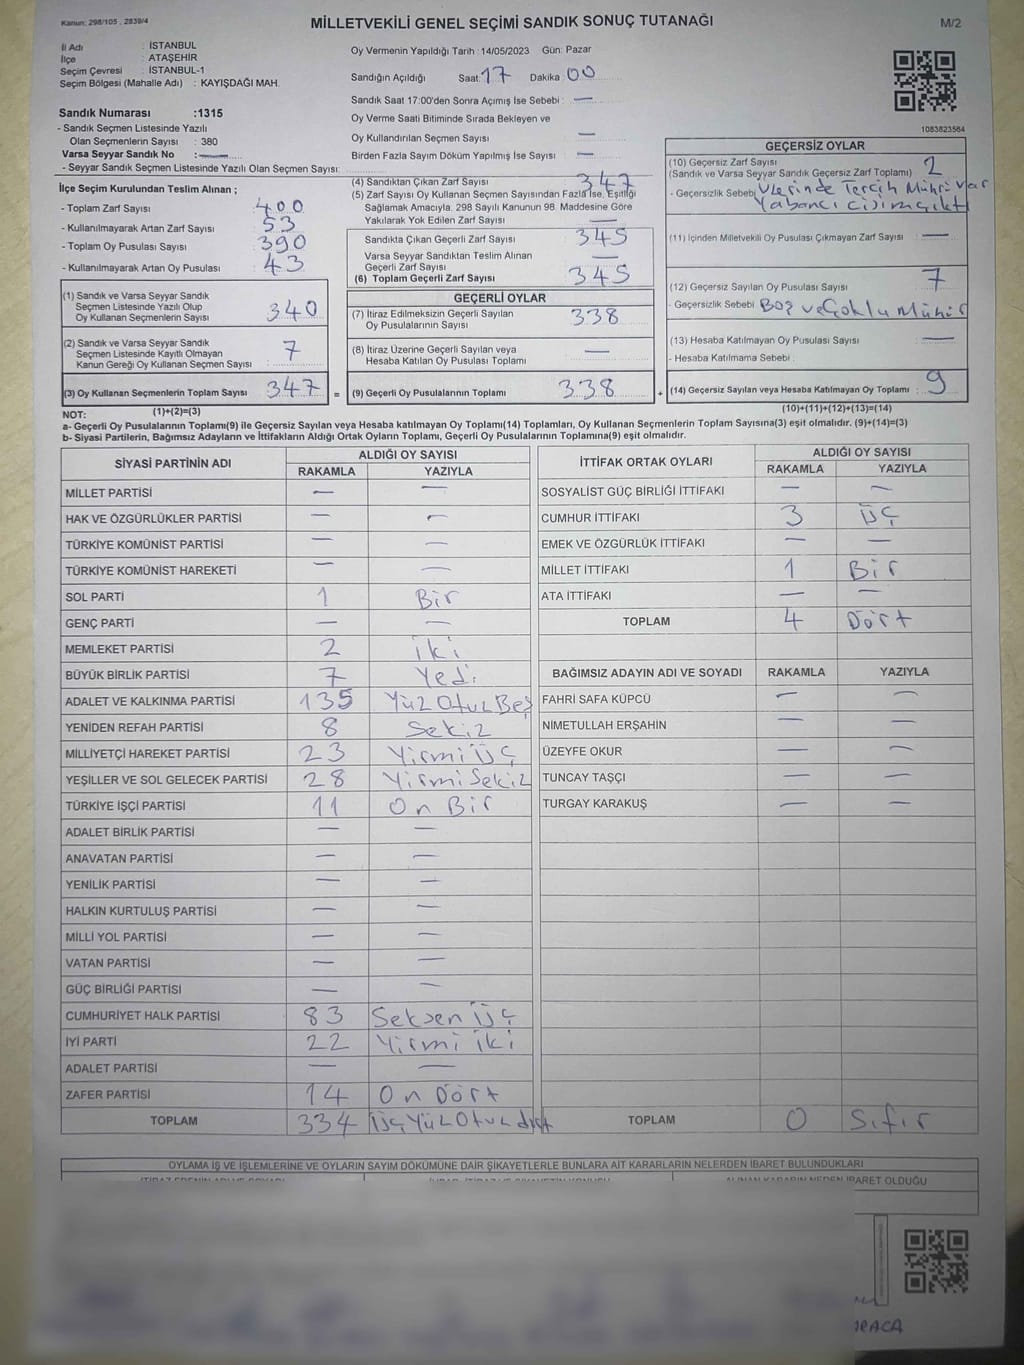 Kanun: 298/105 , 2839/4
MİLLETVEKİLİ GENEL SEÇİMİ SANDIK SONUÇ TUTANAĞI
M/2
İl Adı : İSTANBUL
İlçe : ATAŞEHİR
Seçim Çevresi : İSTANBUL-1
Seçim Bölgesi (Mahalle Adı) : KAYIŞDAĞI MAH.
Oy Vermenin Yapıldığı Tarih : 14/05/2023 Gün: Pazar
Sandığın Açıldığı Saat: 17 Dakika 00
Sandık Saat 17:00'den Sonra Açımış İse Sebebi : —
Oy Verme Saati Bitiminde Sırada Bekleyen ve
Oy Kullandırılan Seçmen Sayısı —
Birden Fazla Sayım Döküm Yapılmış İse Sayısı —
1083823564
Sandık Numarası :1315
- Sandık Seçmen Listesinde Yazılı
Olan Seçmenlerin Sayısı : 380
Varsa Seyyar Sandık No : —
- Seyyar Sandık Seçmen Listesinde Yazılı Olan Seçmen Sayısı:
İlçe Seçim Kurulundan Teslim Alınan ;
- Toplam Zarf Sayısı 400
- Kullanılmayarak Artan Zarf Sayısı 53
- Toplam Oy Pusulası Sayısı 390
- Kullanılmayarak Artan Oy Pusulası 43
(1) Sandık ve Varsa Seyyar Sandık
Seçmen Listesinde Yazılı Olup
Oy Kullanan Seçmenlerin Sayısı 340
(2) Sandık ve Varsa Seyyar Sandık
Seçmen Listesinde Kayıtlı Olmayan
Kanun Gereği Oy Kullanan Seçmen Sayısı 7
(3) Oy Kullanan Seçmenlerin Toplam Sayısı 347 =
(1)+(2)=(3)
(4) Sandıktan Çıkan Zarf Sayısı 347
(5) Zarf Sayısı Oy Kullanan Seçmen Sayısından Fazla İse, Eşitliği
Sağlamak Amacıyla, 298 Sayılı Kanunun 98. Maddesine Göre
Yakılarak Yok Edilen Zarf Sayısı —
Sandıkta Çıkan Geçerli Zarf Sayısı 345
Varsa Seyyar Sandıktan Teslim Alınan
Geçerli Zarf Sayısı —
(6) Toplam Geçerli Zarf Sayısı 345
GEÇERLİ OYLAR
(7) İtiraz Edilmeksizin Geçerli Sayılan
Oy Pusulalarının Sayısı 338
(8) İtiraz Üzerine Geçerli Sayılan veya
Hesaba Katılan Oy Pusulası Toplamı —
(9) Geçerli Oy Pusulalarının Toplamı 338 +
GEÇERSİZ OYLAR
(10) Geçersiz Zarf Sayısı 2
(Sandık ve Varsa Seyyar Sandık Geçersiz Zarf Toplamı)
- Geçersizlik Sebebi Üzerinde Tercih Mührü var
Yabancı cisim çıktı
(11) İçinden Milletvekili Oy Pusulası Çıkmayan Zarf Sayısı —
(12) Geçersiz Sayılan Oy Pusulası Sayısı 7
- Geçersizlik Sebebi Boş ve Çoklu Mühür
(13) Hesaba Katılmayan Oy Pusulası Sayısı —
- Hesaba Katılmama Sebebi :
(14) Geçersiz Sayılan veya Hesaba Katılmayan Oy Toplamı : 9
(10)+(11)+(12)+(13)=(14)
NOT:
a- Geçerli Oy Pusulalarının Toplamı(9) ile Geçersiz Sayılan veya Hesaba katılmayan Oy Toplamı(14) Toplamları, Oy Kullanan Seçmenlerin Toplam Sayısına(3) eşit olmalıdır. (9)+(14)=(3)
b- Siyasi Partilerin, Bağımsız Adayların ve İttifakların Aldığı Ortak Oyların Toplamı, Geçerli Oy Pusulalarının Toplamına(9) eşit olmalıdır.
SİYASİ PARTİNİN ADI ALDIĞI OY SAYISI
RAKAMLA YAZIYLA
MİLLET PARTİSİ — —
HAK VE ÖZGÜRLÜKLER PARTİSİ — —
TÜRKİYE KOMÜNİST PARTİSİ — —
TÜRKİYE KOMÜNİST HAREKETİ — —
SOL PARTİ 1 Bir
GENÇ PARTİ — —
MEMLEKET PARTİSİ 2 iki
BÜYÜK BİRLİK PARTİSİ 7 Yedi
ADALET VE KALKINMA PARTİSİ 135 Yüz Otuz Beş
YENİDEN REFAH PARTİSİ 8 Sekiz
MİLLİYETÇİ HAREKET PARTİSİ 23 Yirmi üç
YEŞİLLER VE SOL GELECEK PARTİSİ 28 Yirmi Sekiz
TÜRKİYE İŞÇİ PARTİSİ 11 On Bir
ADALET BİRLİK PARTİSİ — —
ANAVATAN PARTİSİ — —
YENİLİK PARTİSİ — —
HALKIN KURTULUŞ PARTİSİ — —
MİLLİ YOL PARTİSİ — —
VATAN PARTİSİ — —
GÜÇ BİRLİĞİ PARTİSİ — —
CUMHURİYET HALK PARTİSİ 83 Seksen üç
İYİ PARTİ 22 Yirmi iki
ADALET PARTİSİ — —
ZAFER PARTİSİ 14 On Dört
TOPLAM 334 üç Yüz Otuz dört
İTTİFAK ORTAK OYLARI ALDIĞI OY SAYISI
RAKAMLA YAZIYLA
SOSYALİST GÜÇ BİRLİĞİ İTTİFAKI — —
CUMHUR İTTİFAKI 3 üç
EMEK VE ÖZGÜRLÜK İTTİFAKI — —
MİLLET İTTİFAKI 1 Bir
ATA İTTİFAKI — —
TOPLAM 4 Dört
BAĞIMSIZ ADAYIN ADI VE SOYADI RAKAMLA YAZIYLA
FAHRİ SAFA KÜPCÜ — —
NİMETULLAH ERŞAHİN — —
ÜZEYFE OKUR — —
TUNCAY TAŞÇI — —
TURGAY KARAKUŞ — —
TOPLAM 0 Sıfır
OYLAMA İŞ VE İŞLEMLERİNE VE OYLARIN SAYIM DÖKÜMÜNE DAİR ŞİKAYETLERLE BUNLARA AİT KARARLARIN NELERDEN İBARET BULUNDUKLARI
ALINAN KARARIN NEDEN İBARET OLDUĞU